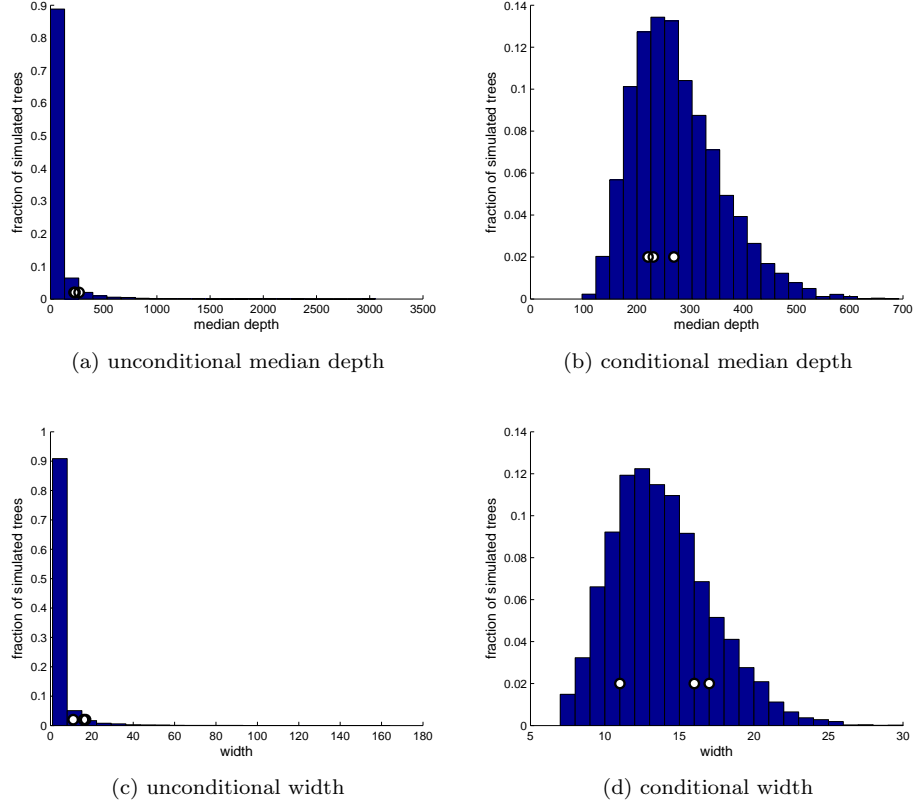 0.9
0.8
0.7
0.6
0.5
0.4
0.3
0.2
0.1
0
fraction of simulated trees
0 500 1000 1500 2000 2500 3000 3500
median depth
(a) unconditional median depth
0.14
0.12
0.1
0.08
0.06
0.04
0.02
0
fraction of simulated trees
0 100 200 300 400 500 600 700
median depth
(b) conditional median depth
1
0.9
0.8
0.7
0.6
0.5
0.4
0.3
0.2
0.1
0
fraction of simulated trees
0 20 40 60 80 100 120 140 160 180
width
(c) unconditional width
0.14
0.12
0.1
0.08
0.06
0.04
0.02
0
fraction of simulated trees
5 10 15 20 25 30
width
(d) conditional width